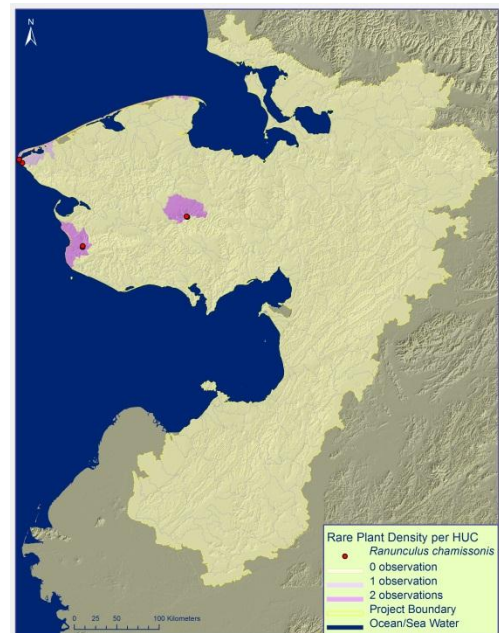 N
Rare Plant Density per HUC
Ranunculus chamissonis
0 observation
1 observation
2 observations
Project Boundary
Ocean/Sea Water
0 25 50 100 Kilometers